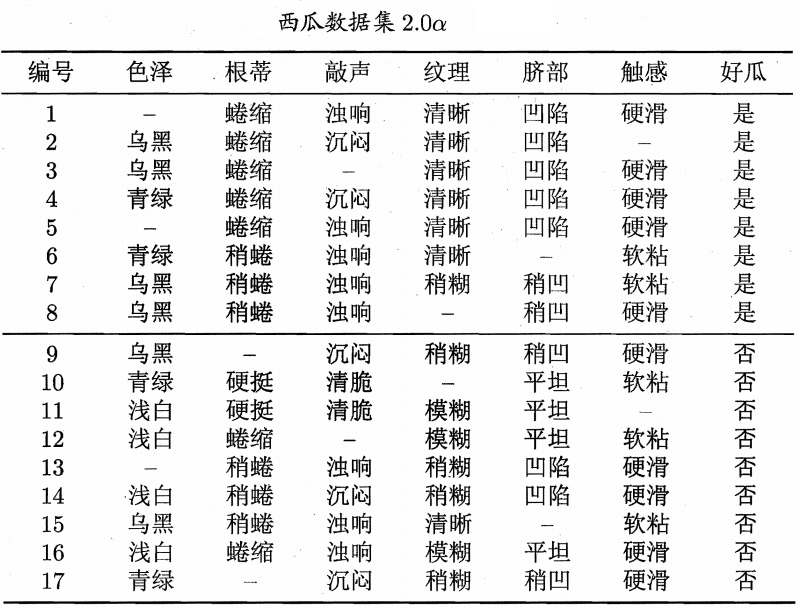 西瓜数据集 2.0α
编号 色泽 根蒂 敲声 纹理 脐部 触感 好瓜
1 – 蜷缩 浊响 清晰 凹陷 硬滑 是
2 乌黑 蜷缩 沉闷 清晰 凹陷 – 是
3 乌黑 蜷缩 – 清晰 凹陷 硬滑 是
4 青绿 蜷缩 沉闷 清晰 凹陷 硬滑 是
5 – 蜷缩 浊响 清晰 凹陷 硬滑 是
6 青绿 稍蜷 浊响 清晰 – 软粘 是
7 乌黑 稍蜷 浊响 稍糊 稍凹 软粘 是
8 乌黑 稍蜷 浊响 – 稍凹 硬滑 是
9 乌黑 – 沉闷 稍糊 稍凹 硬滑 否
10 青绿 硬挺 清脆 – 平坦 软粘 否
11 浅白 硬挺 清脆 模糊 平坦 – 否
12 浅白 蜷缩 – 模糊 平坦 软粘 否
13 – 稍蜷 浊响 稍糊 凹陷 硬滑 否
14 浅白 稍蜷 沉闷 稍糊 凹陷 硬滑 否
15 乌黑 稍蜷 浊响 清晰 – 软粘 否
16 浅白 蜷缩 浊响 模糊 平坦 硬滑 否
17 青绿 – 沉闷 稍糊 稍凹 硬滑 否